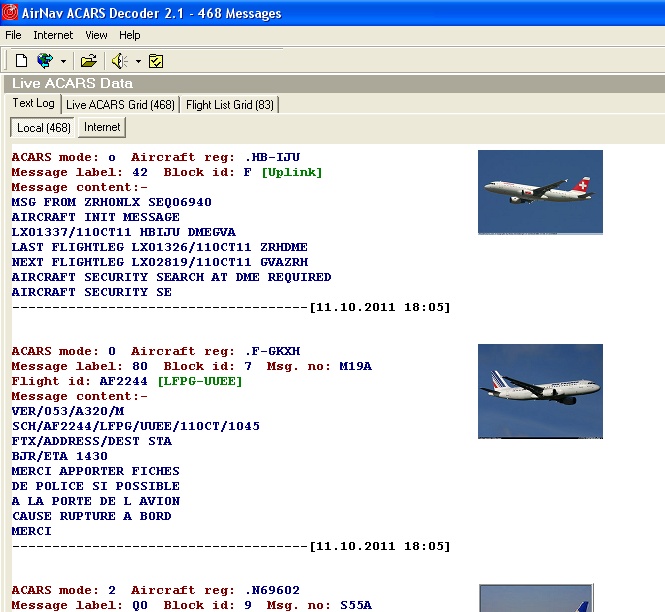 AirNav ACARS Decoder 2.1 - 468 Messages
File Internet View Help
Live ACARS Data
Text Log Live ACARS Grid (468) Flight List Grid (83)
Local (468) Internet
ACARS mode: o Aircraft reg: .HB-IJU
Message label: 42 Block id: F [Uplink]
Message content:-
MSG FROM ZRHONLX SEQ06940
AIRCRAFT INIT MESSAGE
LX01337/11OCT11 HBIJU DMEGVA
LAST FLIGHTLEG LX01326/11OCT11 ZRHDME
NEXT FLIGHTLEG LX02819/11OCT11 GVAZRH
AIRCRAFT SECURITY SEARCH AT DME REQUIRED
AIRCRAFT SECURITY SE
-------------------------------------[11.10.2011 18:05]
ACARS mode: 0 Aircraft reg: .F-GKXH
Message label: 80 Block id: 7 Msg. no: M19A
Flight id: AF2244 [LFPG-UUEE]
Message content:-
VER/053/A320/M
SCH/AF2244/LFPG/UUEE/11OCT/1045
FTX/ADDRESS/DEST STA
BJR/ETA 1430
MERCI APPORTER FICHES
DE POLICE SI POSSIBLE
A LA PORTE DE L AVION
CAUSE RUPTURE A BORD
MERCI
-------------------------------------[11.10.2011 18:05]
ACARS mode: 2 Aircraft reg: .N69602
Message label: Q0 Block id: 9 Msg. no: S55A